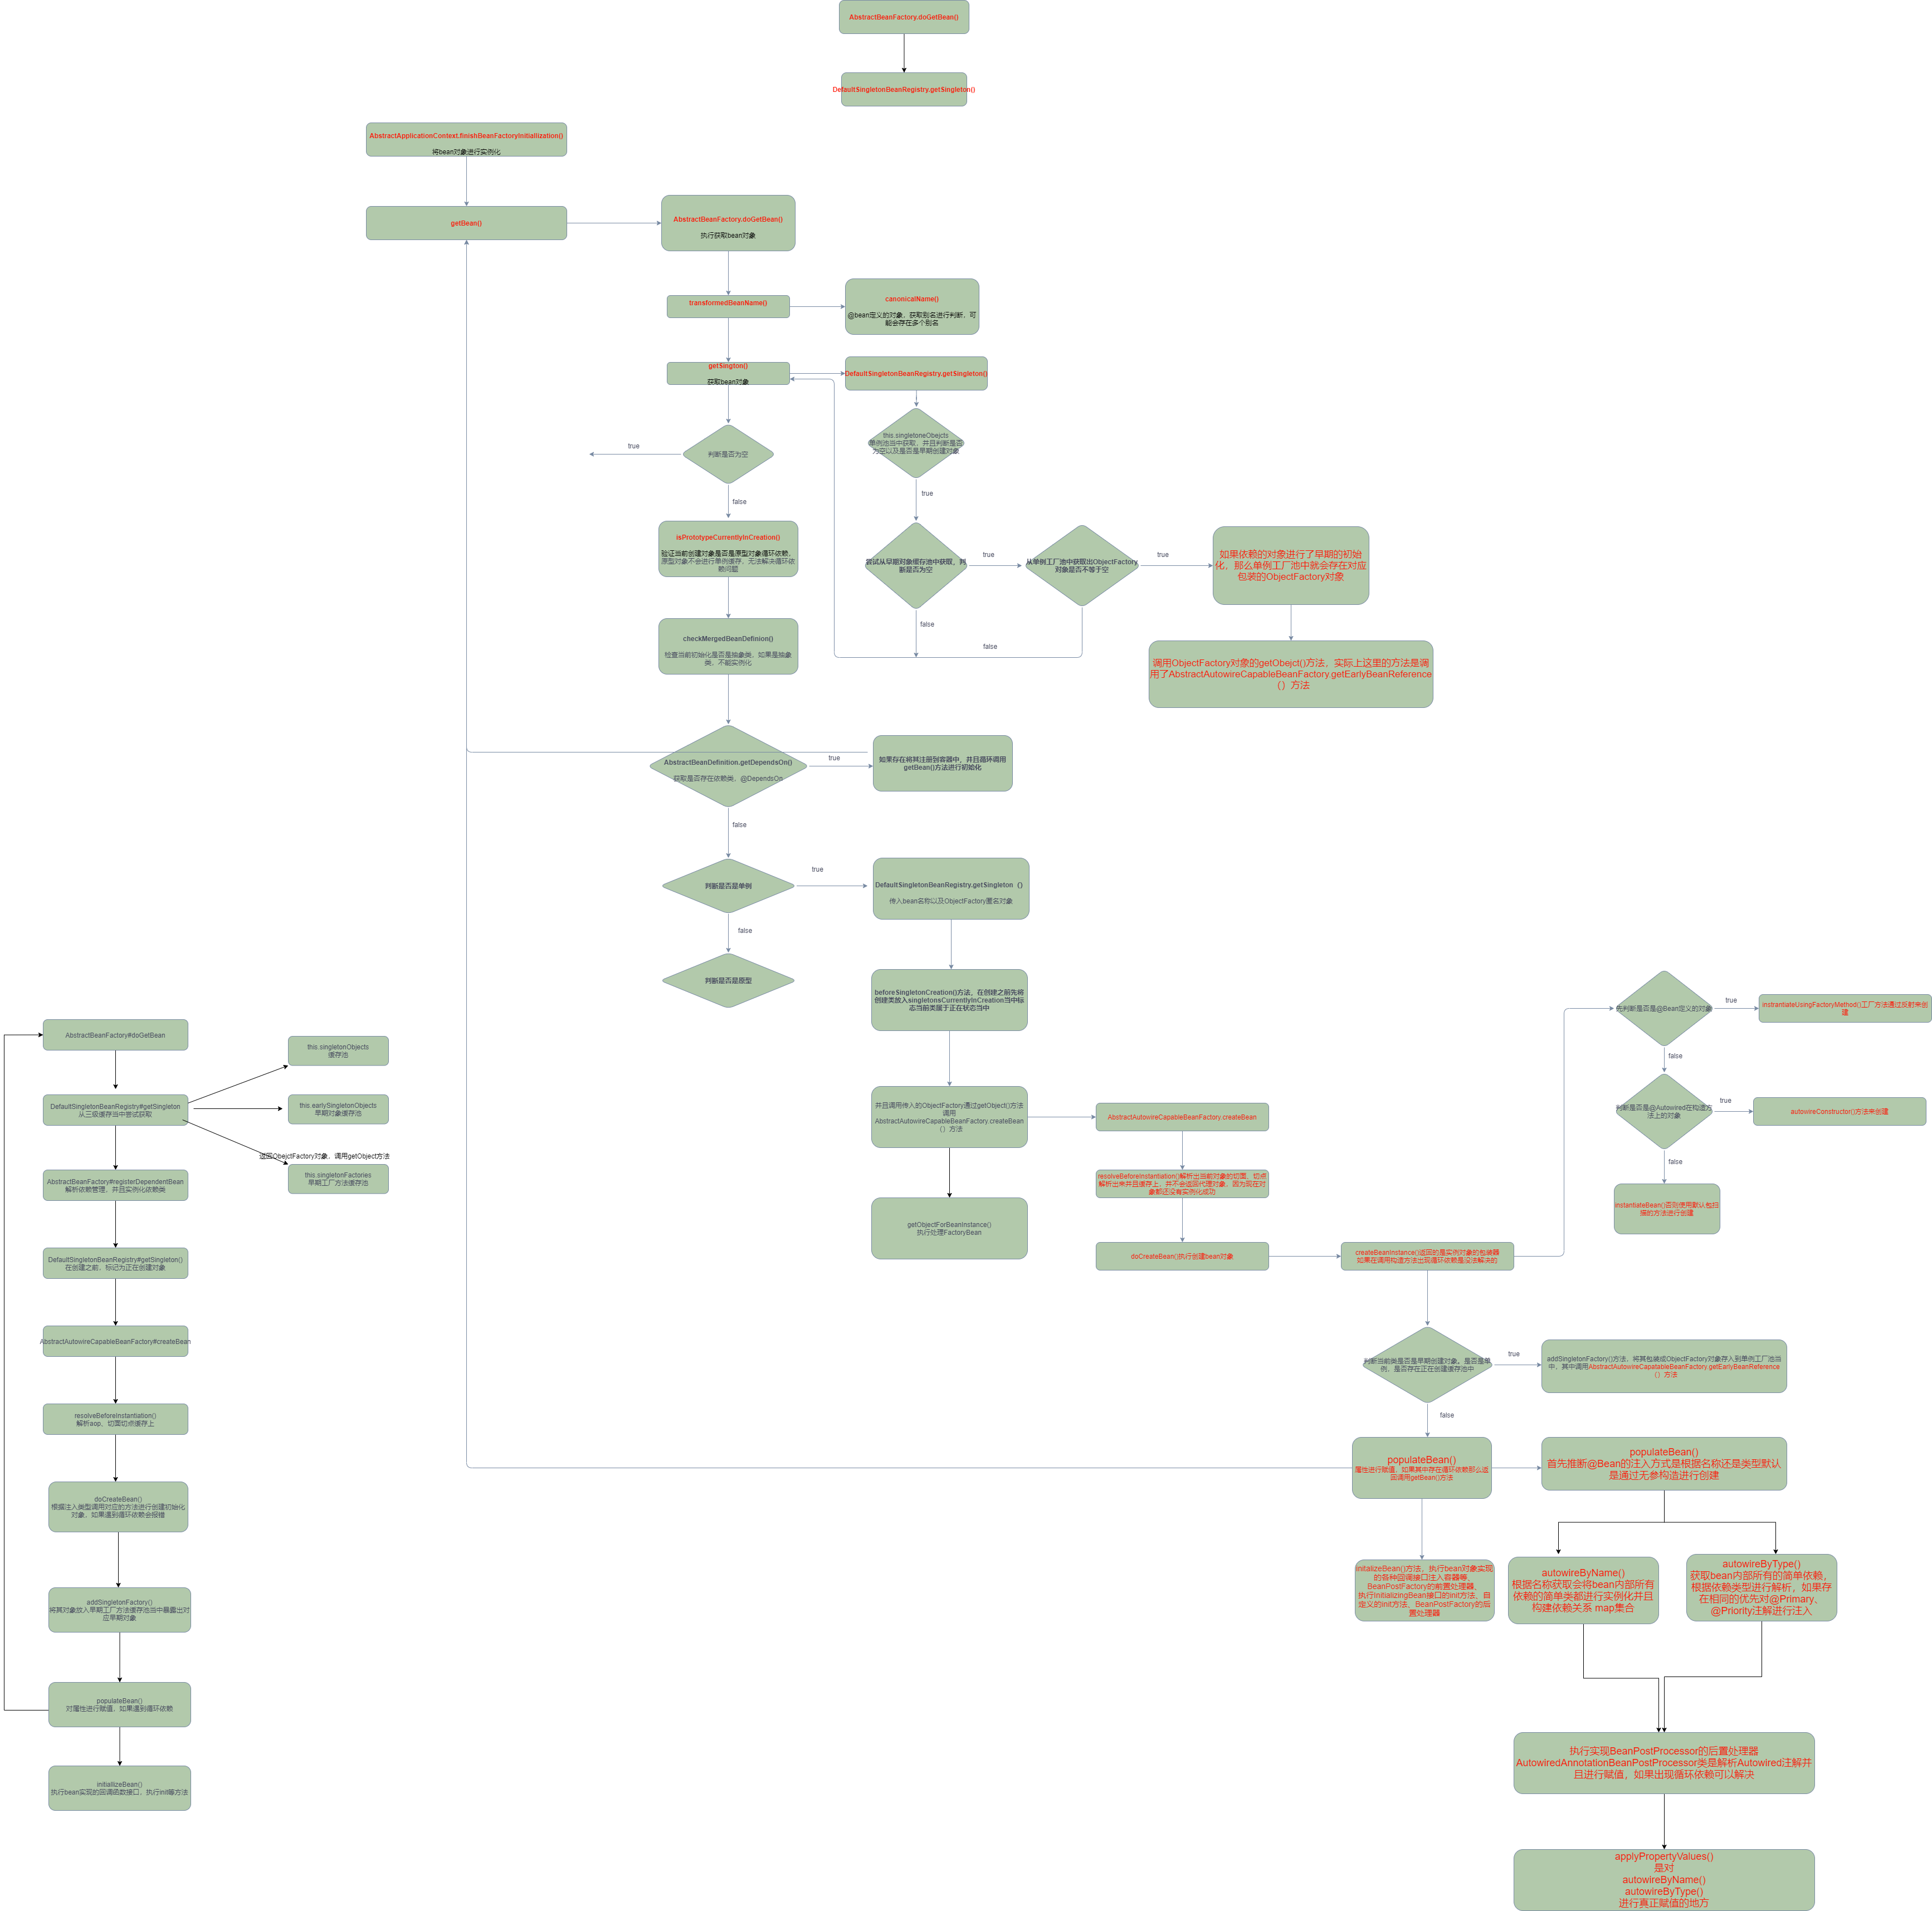 AbstractBeanFactory.doGetBean()
DefaultSingletonBeanRegistry.getSingleton()
AbstractApplicationContext.finishBeanFactoryInitiallization()
将bean对象进行实例化
getBean()
AbstractBeanFactory.doGetBean()
执行获取bean对象
transformedBeanName()
canonicalName()
@bean定义的对象，获取别名进行判断，可
能会存在多个别名
getSington()
获取bean对象
DefaultSingletonBeanRegistry.getSingleton()
this.singletoneObejcts
单例池当中获取，并且判断是否
为空以及是否是早期创建对象
判断是否为空
true
false
true
isPrototypeCurrentlyInCreation()
验证当前创建对象是否是原型对象循环依赖，
原型对象不会进行单例缓存，无法解决循环依
赖问题
尝试从早期对象缓存池中获取，判
断是否为空
true
false
从单例工厂池中获取出ObjectFactory
对象是否不等于空
true
false
如果依赖的对象进行了早期的初始
化，那么单例工厂池中就会存在对应
包装的ObjectFactory对象
调用ObjectFactory对象的getObejct()方法，实际上这里的方法是调
用了AbstractAutowireCapableBeanFactory.getEarlyBeanReference
（）方法
checkMergedBeanDefinion()
检查当前初始化是否是抽象类，如果是抽象
类，不能实例化
AbstractBeanDefinition.getDependsOn()
获取是否存在依赖类，@DependsOn
true
如果存在将其注册到容器中，并且循环调用
getBean()方法进行初始化
false
判断是否是单例
true
DefaultSingletonBeanRegistry.getSingleton（）
传入bean名称以及ObjectFactory匿名对象
false
判断是否是原型
beforeSingletonCreation()方法，在创建之前先将
创建类放入singletonsCurrentlyInCreation当中标
志当前类属于正在状态当中
并且调用传入的ObjectFactory通过getObject()方法
调用
AbstractAutowireCapableBeanFactory.createBean
（）方法
getObjectForBeanInstance()
执行处理FactoryBean
AbstractAutowireCapableBeanFactory.createBean
resolveBeforeInstantiation()解析出当前对象的切面，切点
解析出来并且缓存上，并不会返回代理对象，因为现在对
象都还没有实例化成功
doCreateBean()执行创建bean对象
createBeanInstance()返回的是实例对象的包装器
如果在调用构造方法出现循环依赖是没法解决的
先判断是否是@Bean定义的对象
true
instrantiateUsingFactoryMethod()工厂方法通过反射来创
建
false
判断是否是@Autowired在构造方
法上的对象
true
autowireConstructor()方法来创建
false
instantiateBean()否则使用默认包扫
描的方法进行创建
判断当前类是否是早期创建对象。是否是单
例，是否存在正在创建缓存池中
true
addSingletonFactory()方法，将其包装成ObjectFactory对象存入到单例工厂池当
中，其中调用AbstractAutowireCapatableBeanFactory.getEarlyBeanReference
（）方法
false
populateBean()
属性进行赋值，如果其中存在循环依赖那么返
回调用getBean()方法
populateBean()
首先推断@Bean的注入方式是根据名称还是类型默认
是通过无参构造进行创建
initalizeBean()方法，执行bean对象实现
的各种回调接口注入容器等，
BeanPostFactory的前置处理器，
执行InitializingBean接口的init方法，自
定义的init方法，BeanPostFactory的后
置处理器
autowireByName()
根据名称获取会将bean内部所有
依赖的简单类都进行实例化并且
构建依赖关系 map集合
autowireByType()
获取bean内部所有的简单依赖，
根据依赖类型进行解析，如果存
在相同的优先对@Primary、
@Priority注解进行注入
执行实现BeanPostProcessor的后置处理器
AutowiredAnnotationBeanPostProcessor类是解析Autowired注解并
且进行赋值，如果出现循环依赖可以解决
applyPropertyValues()
是对
autowireByName()
autowireByType()
进行真正赋值的地方
AbstractBeanFactory#doGetBean
DefaultSingletonBeanRegistry#getSingleton
从三级缓存当中尝试获取
this.singletonObjects
缓存池
this.earlySingletonObjects
早期对象缓存池
返回ObejctFactory对象，调用getObject方法
this.singletonFactories
早期工厂方法缓存池
AbstractBeanFactory#registerDependentBean
解析依赖管理，并且实例化依赖类
DefaultSingletonBeanRegistry#getSingleton()
在创建之前，标记为正在创建对象
AbstractAutowireCapableBeanFactory#createBean
resolveBeforeInstantiation()
解析aop，切面切点缓存上
doCreateBean()
根据注入类型调用对应的方法进行创建初始化
对象，如果遇到循环依赖会报错
addSingletonFactory()
将其对象放入早期工厂方法缓存池当中暴露出对
应早期对象
populateBean()
对属性进行赋值，如果遇到循环依赖
initiallizeBean()
执行bean实现的回调函数接口，执行init等方法